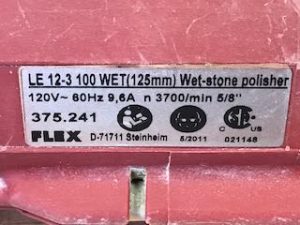 LE 12-3 100 WET(125mm) Wet-stone polisher
120V~ 60Hz 9,6A n 3700/min 5/8"
375.241
FLEX D-71711 Steinheim 5/2011 021148
C US